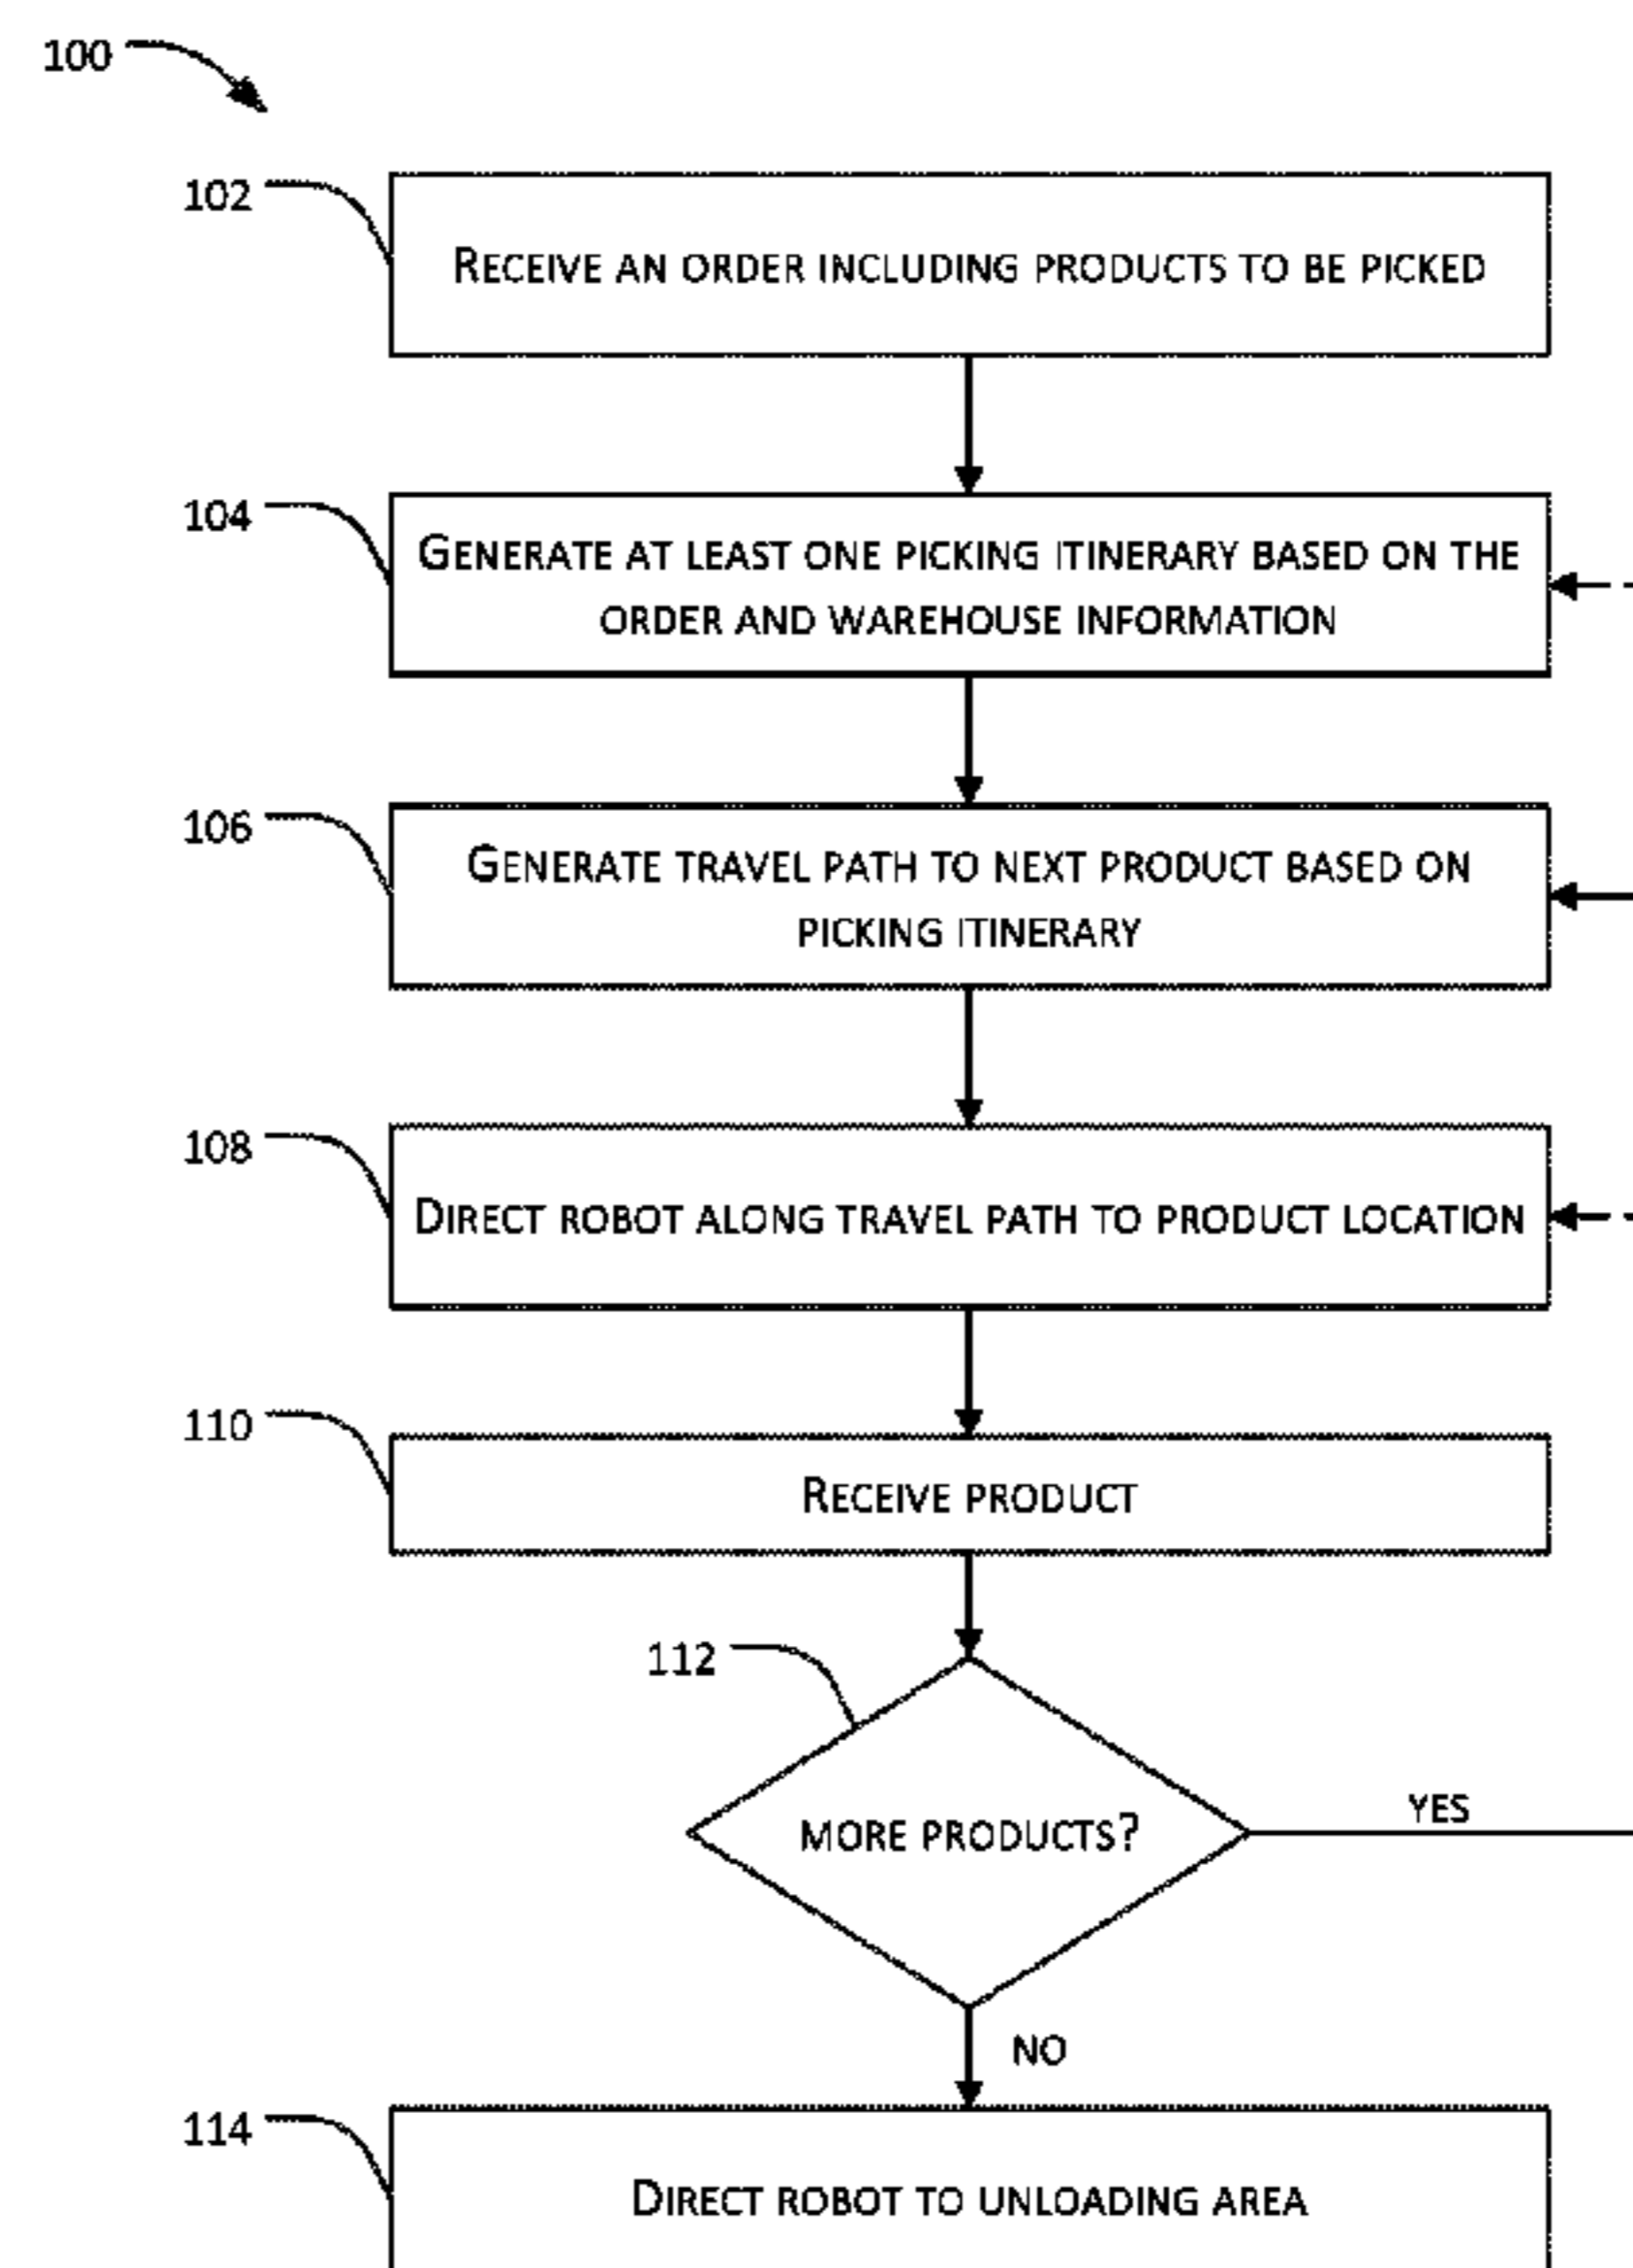 100
102
RECEIVE AN ORDER INCLUDING PRODUCTS TO BE PICKED
104
GENERATE AT LEAST ONE PICKING ITINERARY BASED ON THE
ORDER AND WAREHOUSE INFORMATION
106
GENERATE TRAVEL PATH TO NEXT PRODUCT BASED ON
PICKING ITINERARY
108
DIRECT ROBOT ALONG TRAVEL PATH TO PRODUCT LOCATION
110
RECEIVE PRODUCT
112
MORE PRODUCTS?
YES
NO
114
DIRECT ROBOT TO UNLOADING AREA